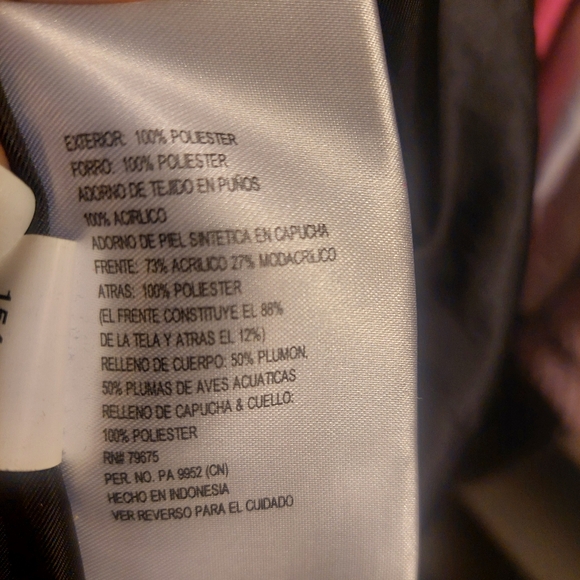 EXTERIOR: 100% POLIESTER
FORRO: 100% POLIESTER
ADORNO DE TEJIDO EN PUÑOS
100% ACIRLICO
ADORNO DE PIEL SINTETICA EN CAPUCHA
FRENTE: 73% ACRILICO 27% MODACRILICO
ATRAS: 100% POLIESTER
(EL FRENTE CONSTITUYE EL 88%
DE LA TELA Y ATRAS EL 12%)
RELLENO DE CUERPO: 50% PLUMON,
50% PLUMAS DE AVES ACUATICAS
RELLENO DE CAPUCHA & CUELLO:
100% POLIESTER
RN# 79675
PER. NO. PA 9952 (CN)
HECHO EN INDONESIA
VER REVERSO PARA EL CUIDADO